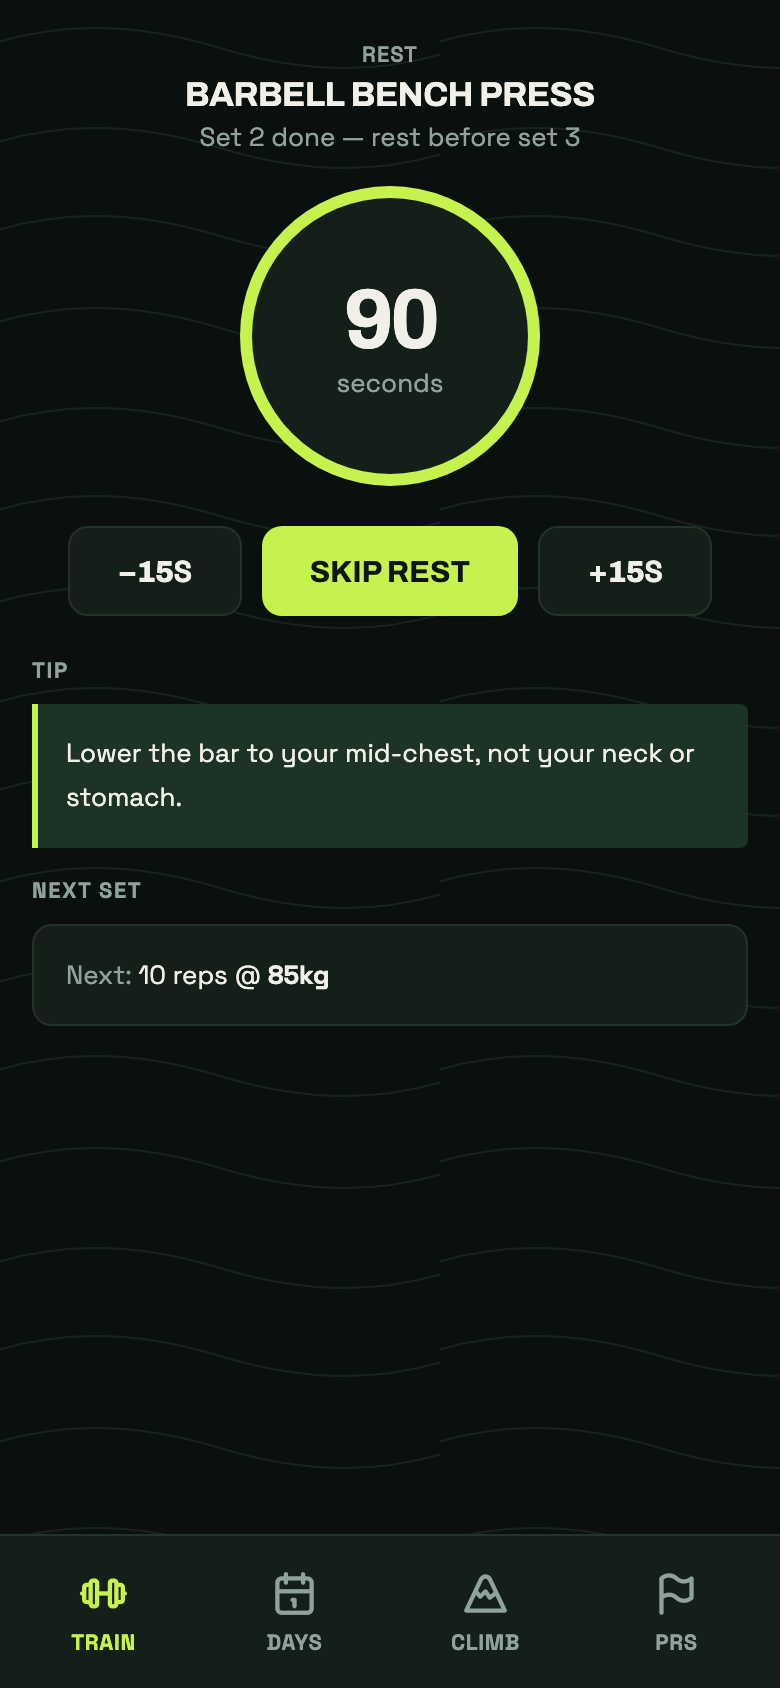 REST
BARBELL BENCH PRESS
Set 2 done — rest before set 3
90
seconds
–15S
SKIP REST
+15S
TIP
Lower the bar to your mid-chest, not your neck or
stomach.
NEXT SET
Next: 10 reps @ 85kg
TRAIN
DAYS
CLIMB
PRS